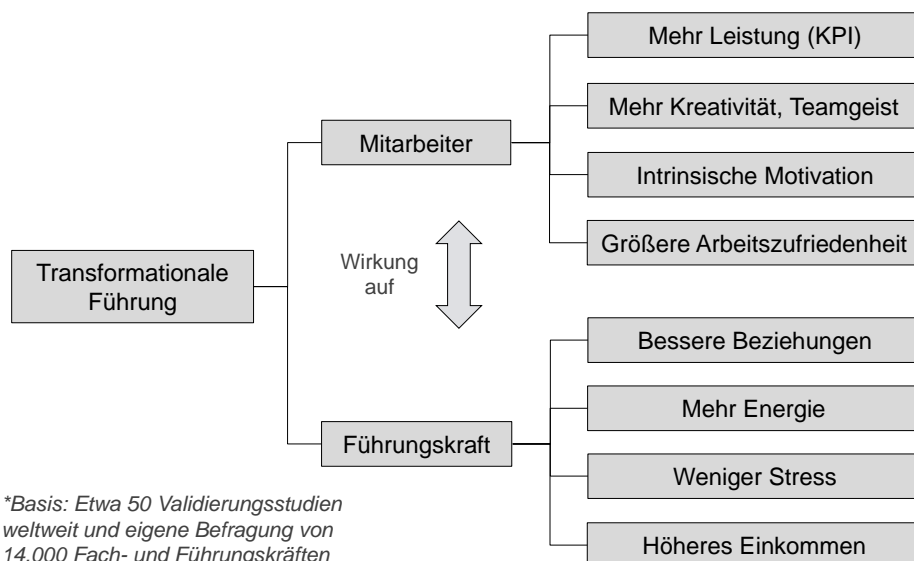 Transformationale
Führung
Mitarbeiter
Wirkung
auf
Führungskraft
Mehr Leistung (KPI)
Mehr Kreativität, Teamgeist
Intrinsische Motivation
Größere Arbeitszufriedenheit
Bessere Beziehungen
Mehr Energie
Weniger Stress
Höheres Einkommen
*Basis: Etwa 50 Validierungsstudien
weltweit und eigene Befragung von
14.000 Fach- und Führungskräften